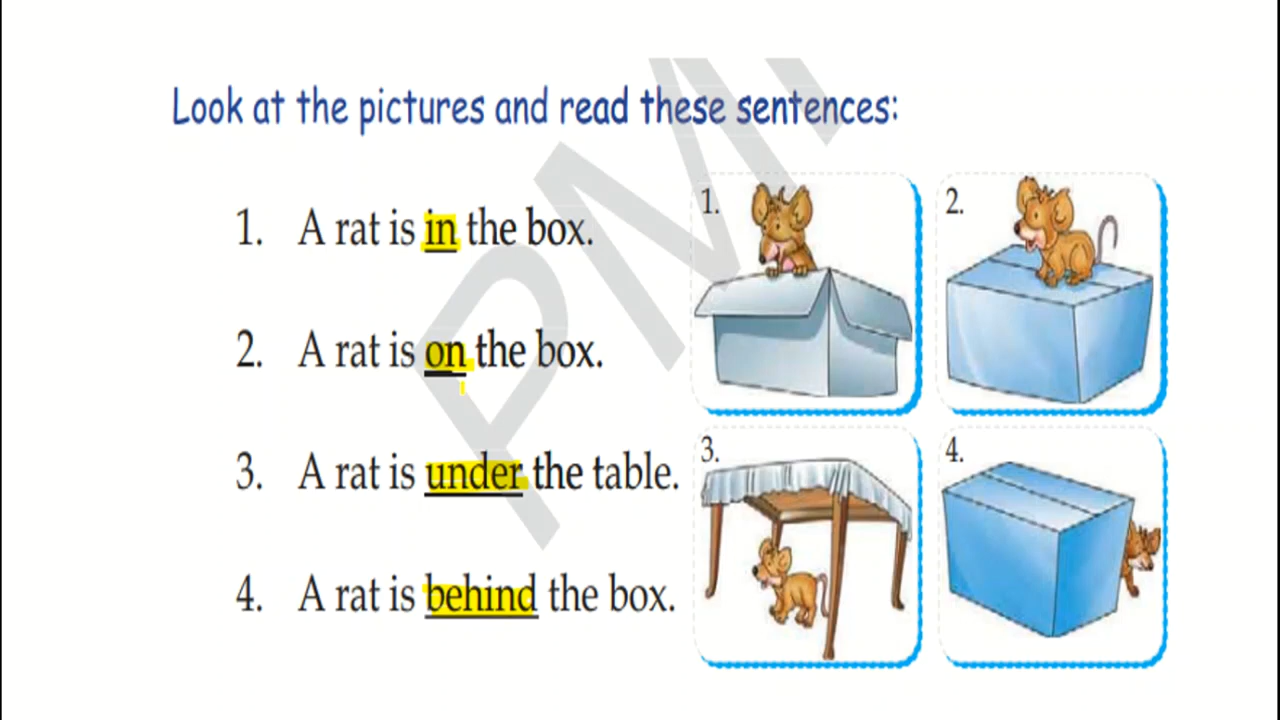 Look at the pictures and read these sentences:
1. A rat is in the box.
2. A rat is on the box.
3. A rat is under the table.
4. A rat is behind the box.
1.
2.
3.
4.